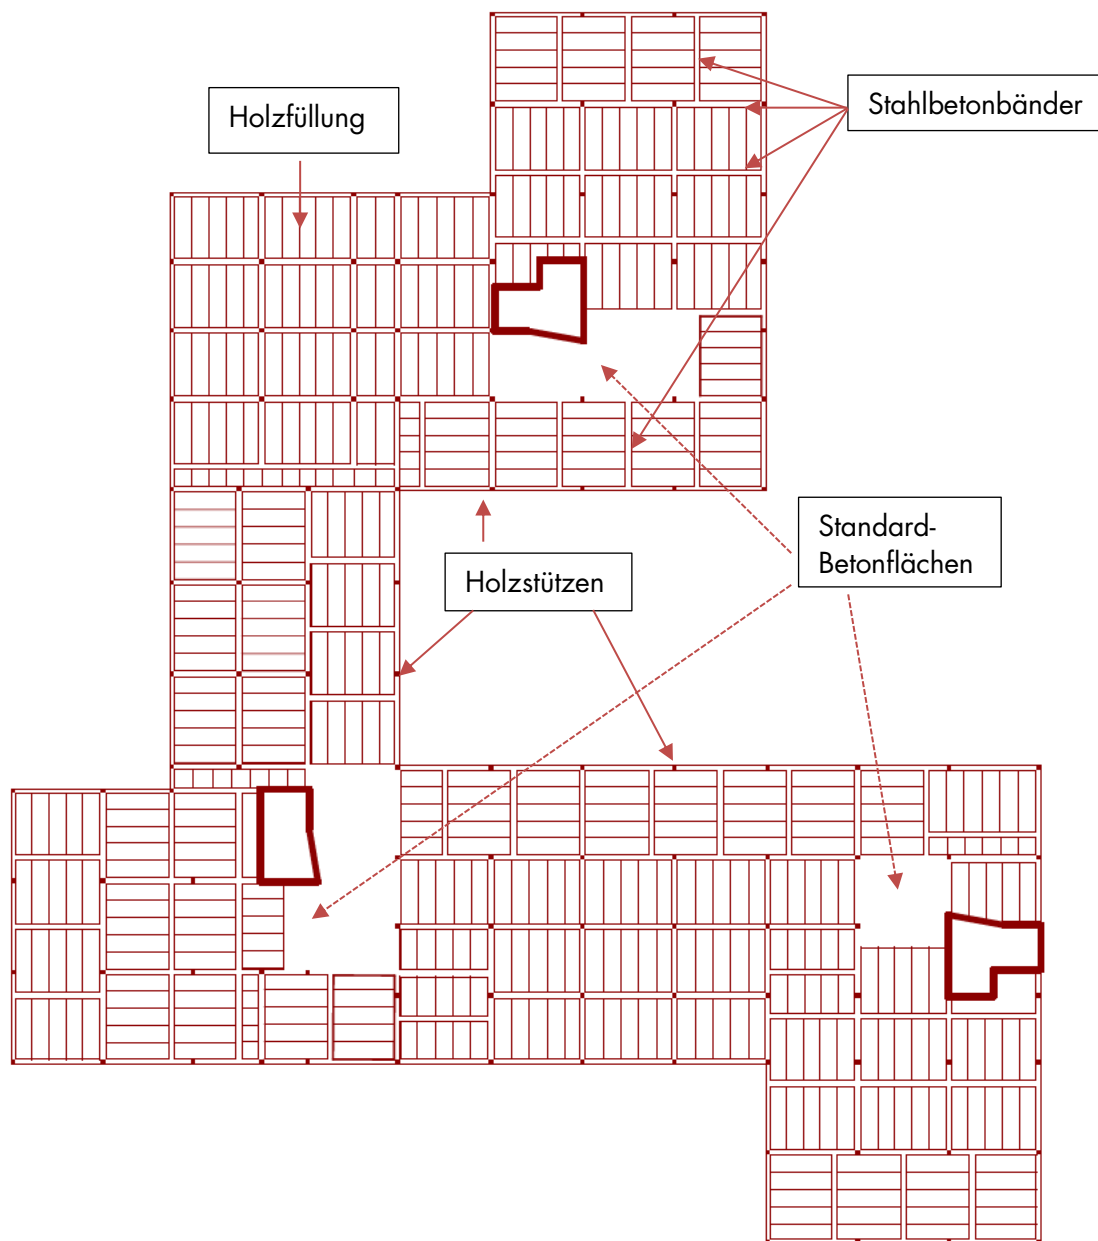 Holzfüllung
Stahlbetonbänder
Standard-
Betonflächen
Holzstützen